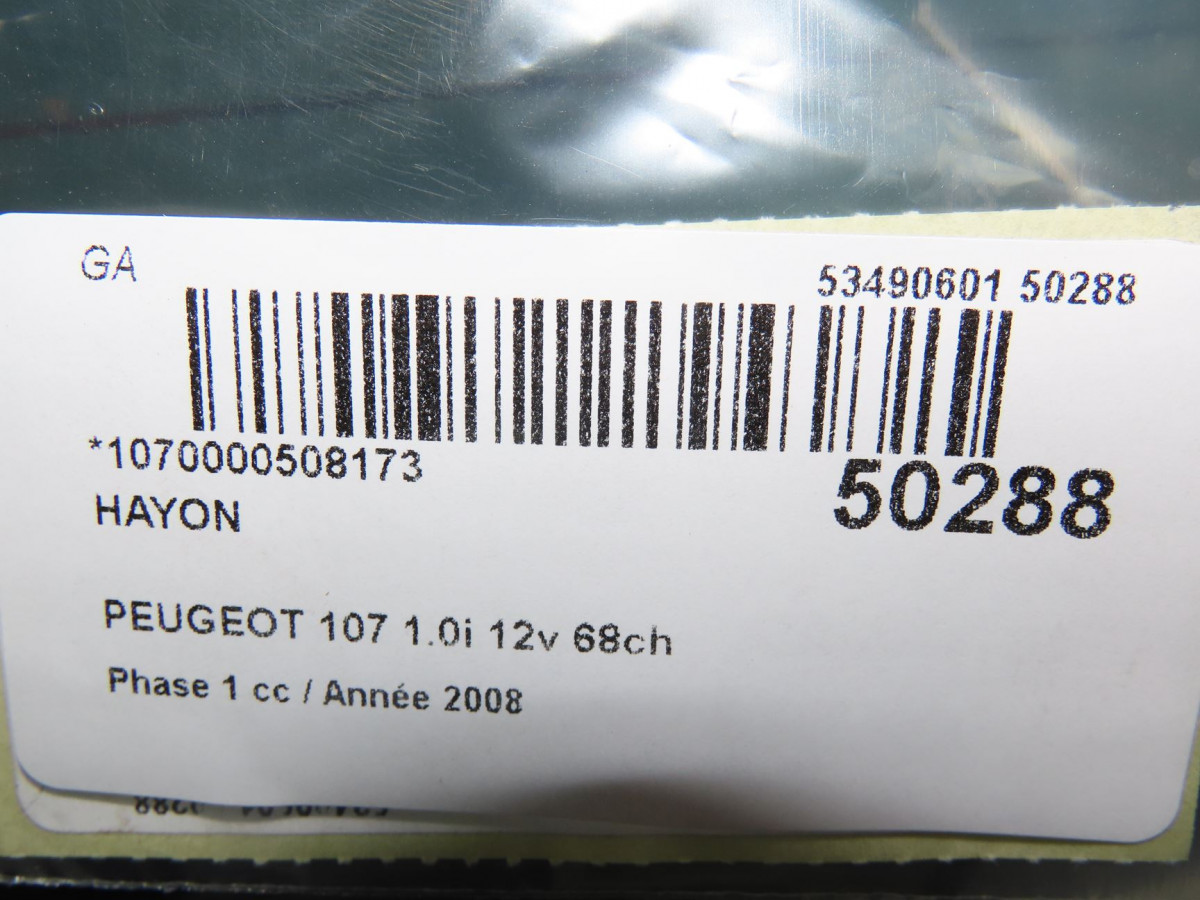 GA
53490601 50288
*1070000508173
50288
HAYON
PEUGEOT 107 1.0i 12v 68ch
Phase 1 cc / Année 2008